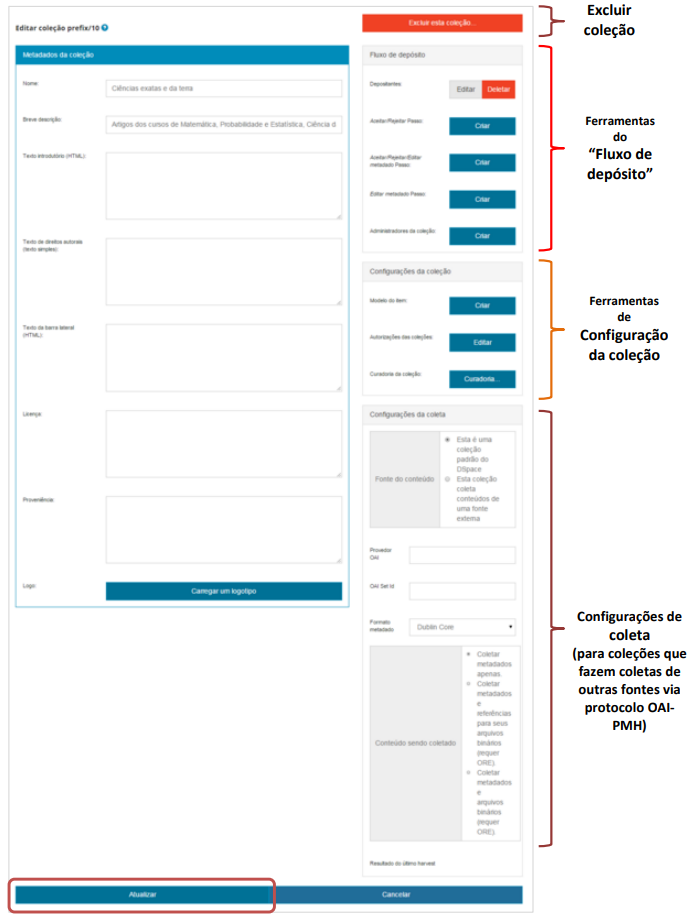 Editar coleção prefix/10
Excluir esta coleção...
Excluir
coleção
Metadados da coleção
Nome:
Ciências exatas e da terra
Breve descrição:
Artigos dos cursos de Matemática, Probabilidade e Estatística, Ciência d
Texto introdutório (HTML):
Texto de direitos autorais
(texto simples):
Texto da barra lateral
(HTML):
Licença:
Proveniência:
Logo:
Carregar um logotipo
Fluxo de depósito
Depositantes:
Editar
Deletar
Aceitar/Rejeitar Passo:
Criar
Aceitar/Rejeitar/Editar
metadado Passo:
Criar
Editar metadado Passo:
Criar
Administradores da coleção:
Criar
Ferramentas
do
“Fluxo de
depósito”
Configurações da coleção
Modelo do item:
Criar
Autorizações das coleções:
Editar
Curadoria da coleção:
Curadoria...
Ferramentas
de
Configuração
da coleção
Configurações da coleta
Fonte do conteúdo
Esta é uma
coleção
padrão do
DSpace
Esta coleção
coleta
conteúdos de
uma fonte
externa
Provedor
OAI
OAI Set Id
Formato
metadado
Dublin Core
Conteúdo sendo coletado
Coletar
metadados
apenas.
Coletar
metadados
e
referências
para seus
arquivos
binários
(requer
ORE).
Coletar
metadados
e
arquivos
binários
(requer
ORE).
Resultado do último harvest
Configurações de
coleta
(para coleções que
fazem coletas de
outras fontes via
protocolo OAI-
PMH)
Atualizar
Cancelar